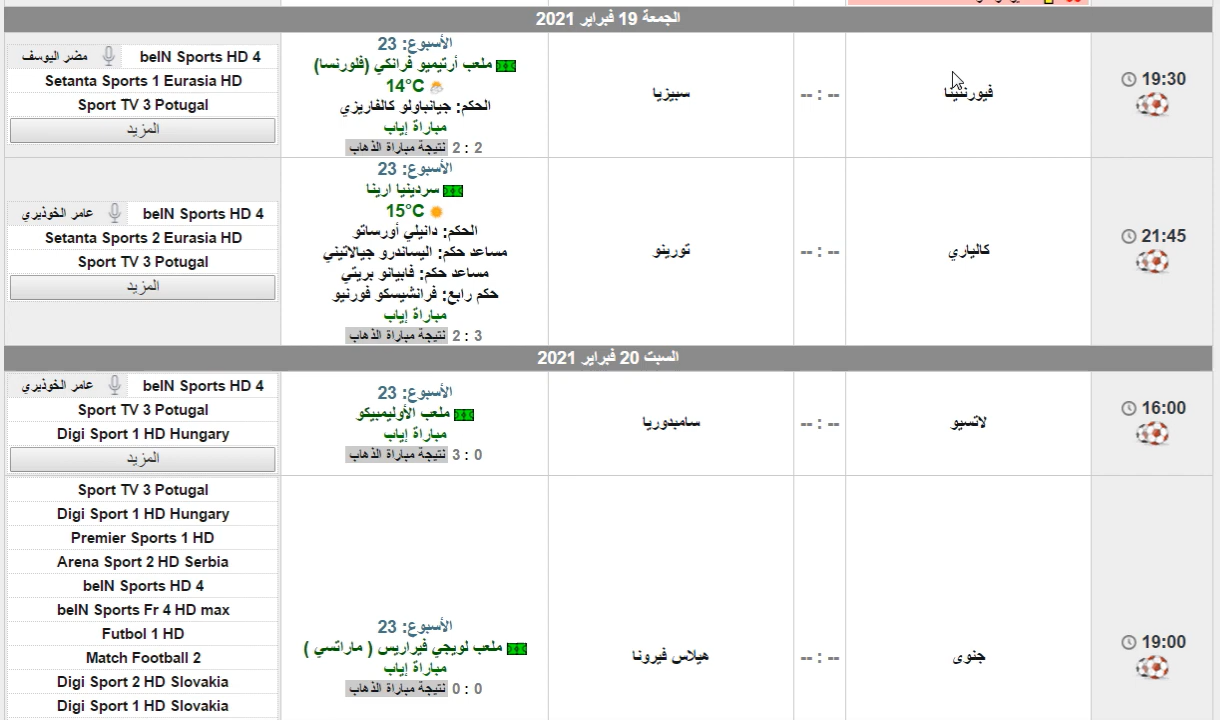 الجمعة 19 فبراير 2021
19:30
فيورنتينا
-- : --
سبيزيا
الأسبوع: 23
ملعب أرتيميو فرانكي (فلورنسا)
14°C
الحكم: جيانباولو كالفاريزي
مباراة إياب
2 : 2 نتيجة مباراة الذهاب
beIN Sports HD 4 مضر اليوسف
Setanta Sports 1 Eurasia HD
Sport TV 3 Potugal
المزيد
21:45
كالياري
-- : --
تورينو
الأسبوع: 23
سردينيا ارينا
15°C
الحكم: دانيلي أورساتو
مساعد حكم: اليساندرو جيالاتيني
مساعد حكم: فابيانو بريتي
حكم رابع: فرانشيسكو فورنيو
مباراة إياب
2 : 3 نتيجة مباراة الذهاب
beIN Sports HD 4 عامر الخوذيري
Setanta Sports 2 Eurasia HD
Sport TV 3 Potugal
المزيد
السبت 20 فبراير 2021
16:00
لاتسيو
-- : --
سامبدوريا
الأسبوع: 23
ملعب الأوليمبيكو
مباراة إياب
3 : 0 نتيجة مباراة الذهاب
beIN Sports HD 4 عامر الخوذيري
Sport TV 3 Potugal
Digi Sport 1 HD Hungary
المزيد
19:00
جنوى
-- : --
هيلاس فيرونا
الأسبوع: 23
ملعب لويجي فيراريس ( ماراتسي )
مباراة إياب
0 : 0 نتيجة مباراة الذهاب
Sport TV 3 Potugal
Digi Sport 1 HD Hungary
Premier Sports 1 HD
Arena Sport 2 HD Serbia
beIN Sports HD 4
beIN Sports Fr 4 HD max
Futbol 1 HD
Match Football 2
Digi Sport 2 HD Slovakia
Digi Sport 1 HD Slovakia